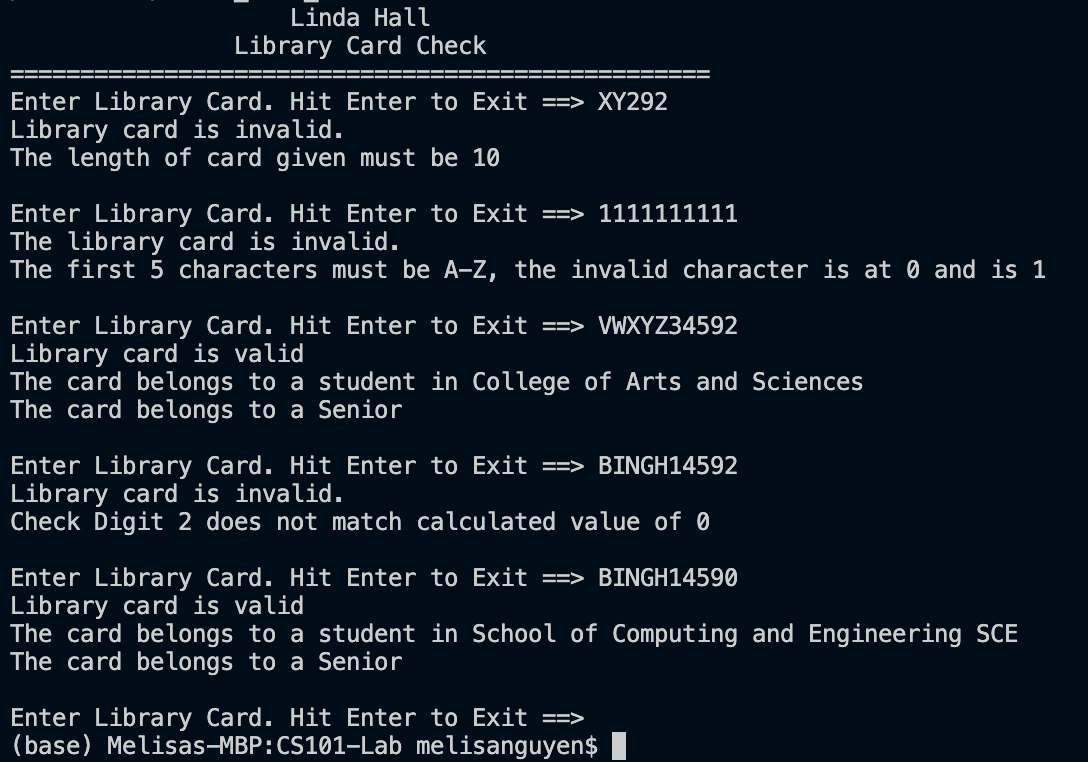 Linda Hall
Library Card Check
==================================================
Enter Library Card. Hit Enter to Exit ==> XY292
Library card is invalid.
The length of card given must be 10
Enter Library Card. Hit Enter to Exit ==> 1111111111
The library card is invalid.
The first 5 characters must be A-Z, the invalid character is at 0 and is 1
Enter Library Card. Hit Enter to Exit ==> VWXYZ34592
Library card is valid
The card belongs to a student in College of Arts and Sciences
The card belongs to a Senior
Enter Library Card. Hit Enter to Exit ==> BINGH14592
Library card is invalid.
Check Digit 2 does not match calculated value of 0
Enter Library Card. Hit Enter to Exit ==> BINGH14590
Library card is valid
The card belongs to a student in School of Computing and Engineering SCE
The card belongs to a Senior
Enter Library Card. Hit Enter to Exit ==>
(base) Melisas-MBP:CS101-Lab melisanguyen$